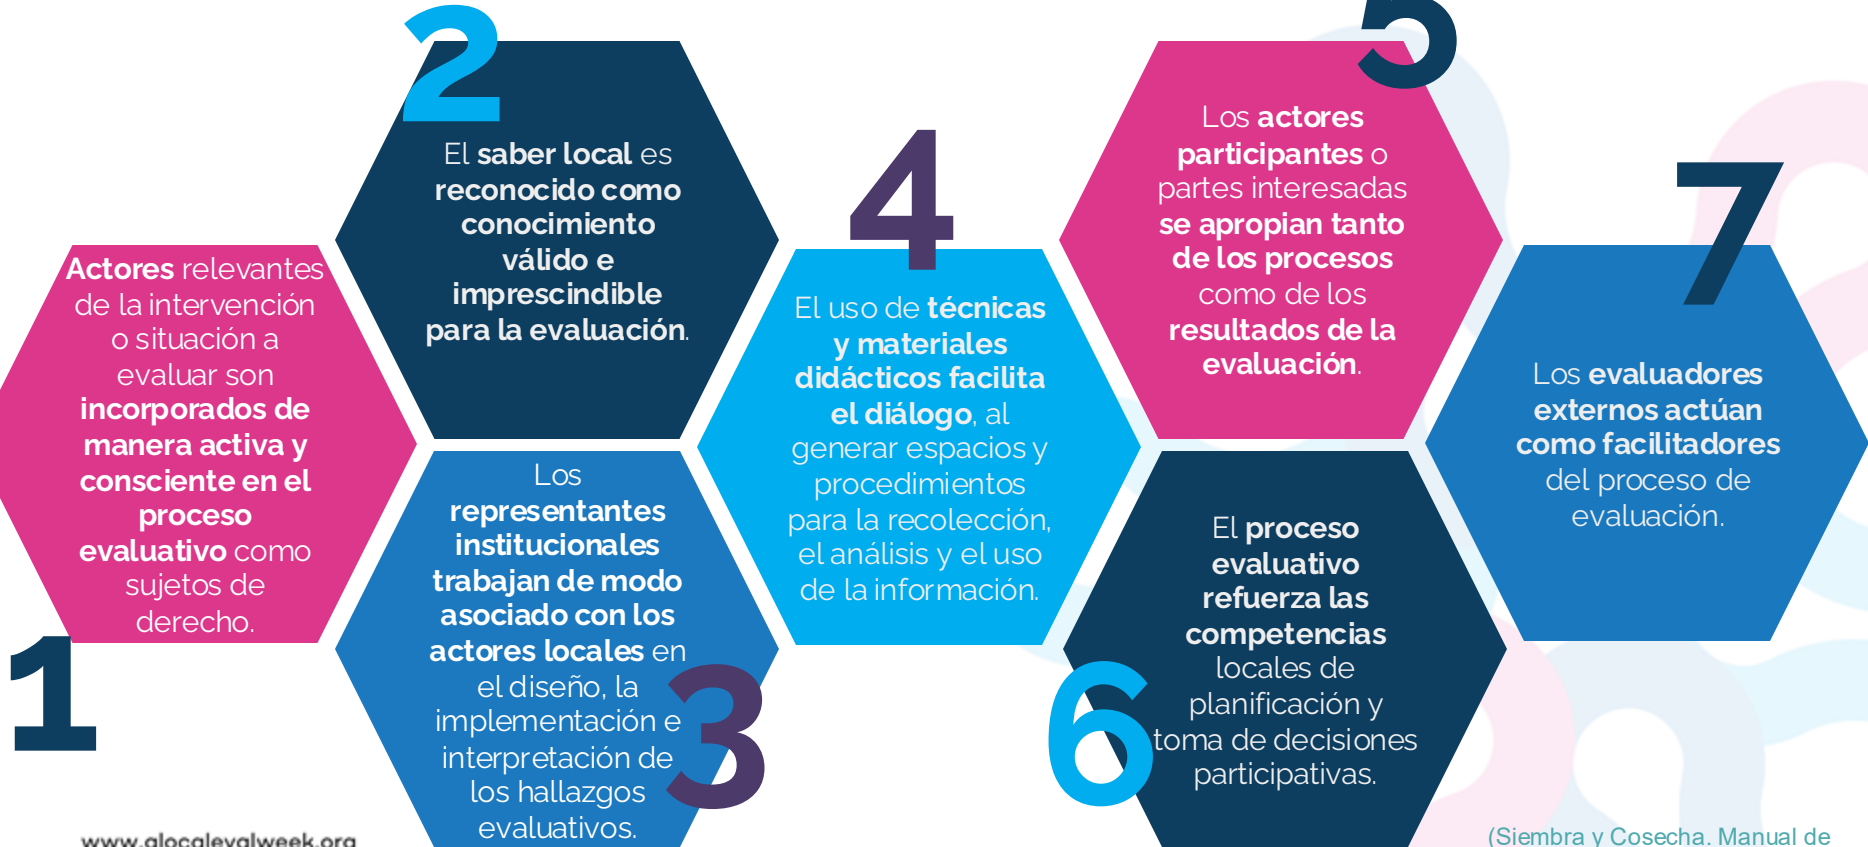 1
Actores relevantes
de la intervención
o situación a
evaluar son
incorporados de
manera activa y
consciente en el
proceso
evaluativo como
sujetos de
derecho.
2
El saber local es
reconocido como
conocimiento
válido e
imprescindible
para la evaluación.
3
Los
representantes
institucionales
trabajan de modo
asociado con los
actores locales en
el diseño, la
implementación e
interpretación de
los hallazgos
evaluativos.
4
El uso de técnicas
y materiales
didácticos facilita
el diálogo, al
generar espacios y
procedimientos
para la recolección,
el análisis y el uso
de la información.
5
Los actores
participantes o
partes interesadas
se apropian tanto
de los procesos
como de los
resultados de la
evaluación.
6
El proceso
evaluativo
refuerza las
competencias
locales de
planificación y
toma de decisiones
participativas.
7
Los evaluadores
externos actúan
como facilitadores
del proceso de
evaluación.
www.glocalevalweek.org
(Siembra y Cosecha. Manual de